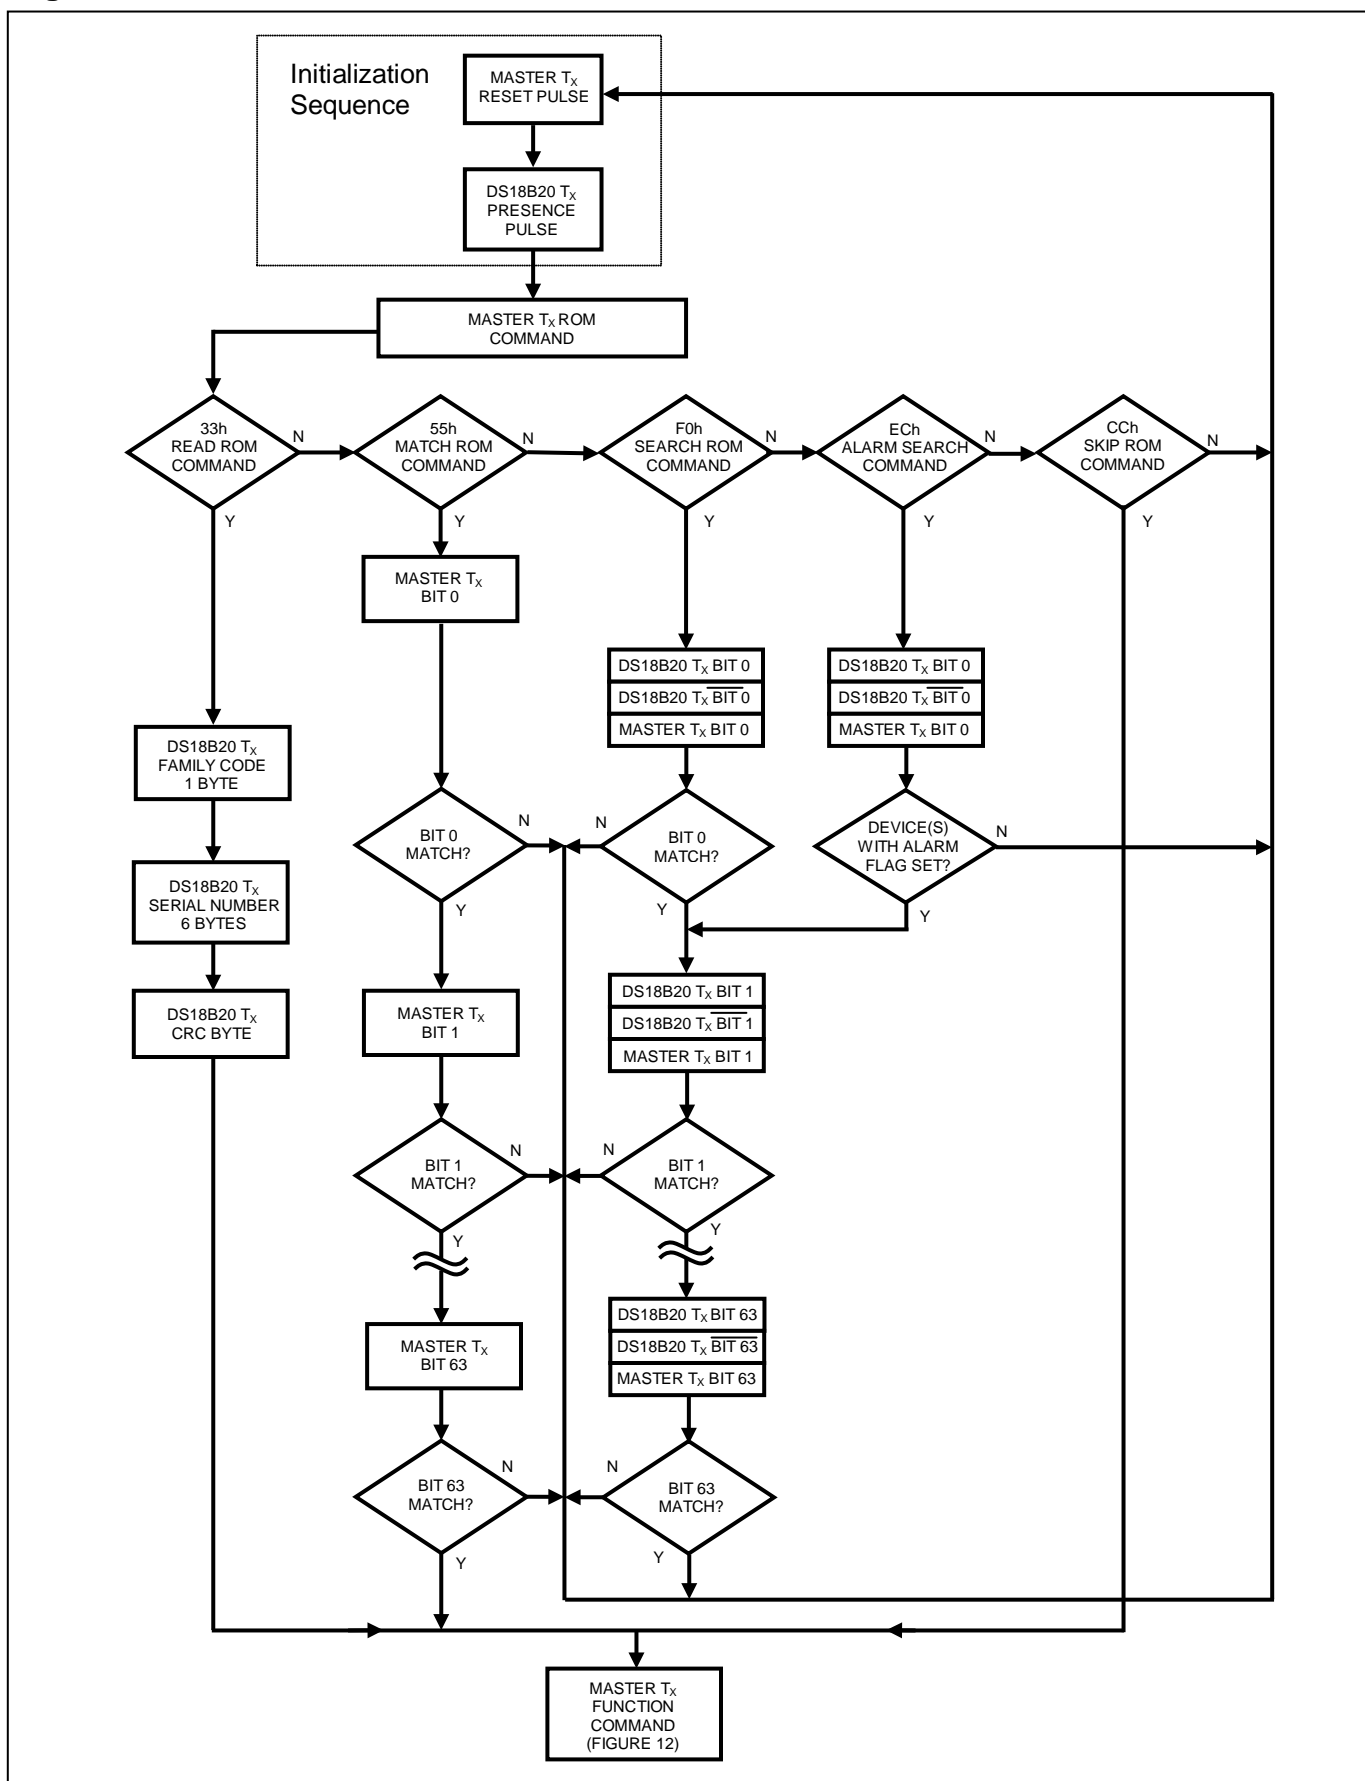 Initialization
Sequence
MASTER TX
RESET PULSE
DS18B20 TX
PRESENCE
PULSE
MASTER TX ROM
COMMAND
33h
READ ROM
COMMAND
N
Y
55h
MATCH ROM
COMMAND
N
Y
F0h
SEARCH ROM
COMMAND
N
Y
ECh
ALARM SEARCH
COMMAND
N
Y
CCh
SKIP ROM
COMMAND
N
Y
MASTER TX
BIT 0
DS18B20 TX BIT 0
DS18B20 TX BIT 0
MASTER TX BIT 0
DS18B20 TX BIT 0
DS18B20 TX BIT 0
MASTER TX BIT 0
DS18B20 TX
FAMILY CODE
1 BYTE
BIT 0
MATCH?
N
Y
N
BIT 0
MATCH?
Y
DEVICE(S)
WITH ALARM
FLAG SET?
N
Y
DS18B20 TX
SERIAL NUMBER
6 BYTES
DS18B20 TX
CRC BYTE
MASTER TX
BIT 1
DS18B20 TX BIT 1
DS18B20 TX BIT 1
MASTER TX BIT 1
BIT 1
MATCH?
N
Y
N
BIT 1
MATCH?
Y
MASTER TX
BIT 63
DS18B20 TX BIT 63
DS18B20 TX BIT 63
MASTER TX BIT 63
BIT 63
MATCH?
N
Y
N
BIT 63
MATCH?
Y
MASTER TX
FUNCTION
COMMAND
(FIGURE 12)